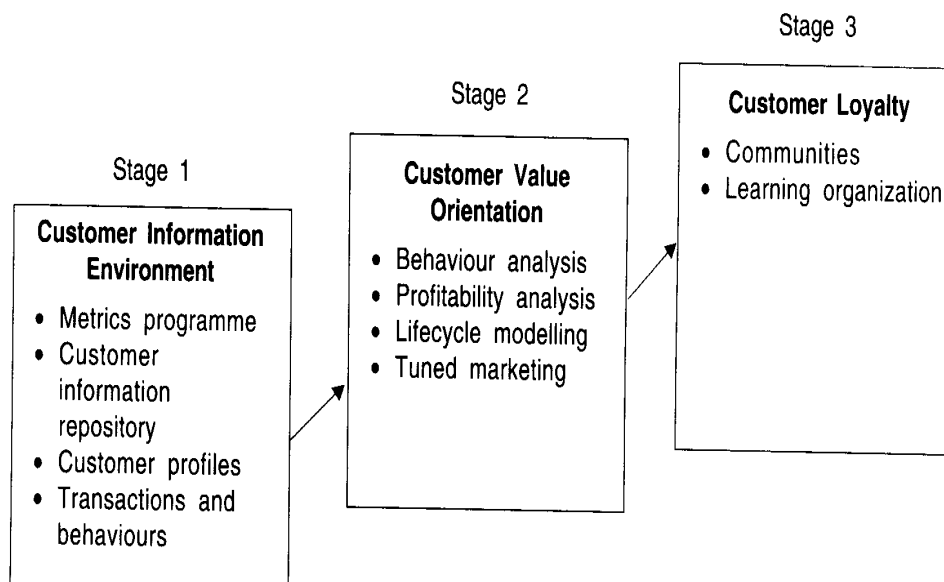 Stage 1
Customer Information
Environment
• Metrics programme
• Customer
information
repository
• Customer profiles
• Transactions and
behaviours
Stage 2
Customer Value
Orientation
• Behaviour analysis
• Profitability analysis
• Lifecycle modelling
• Tuned marketing
Stage 3
Customer Loyalty
• Communities
• Learning organization